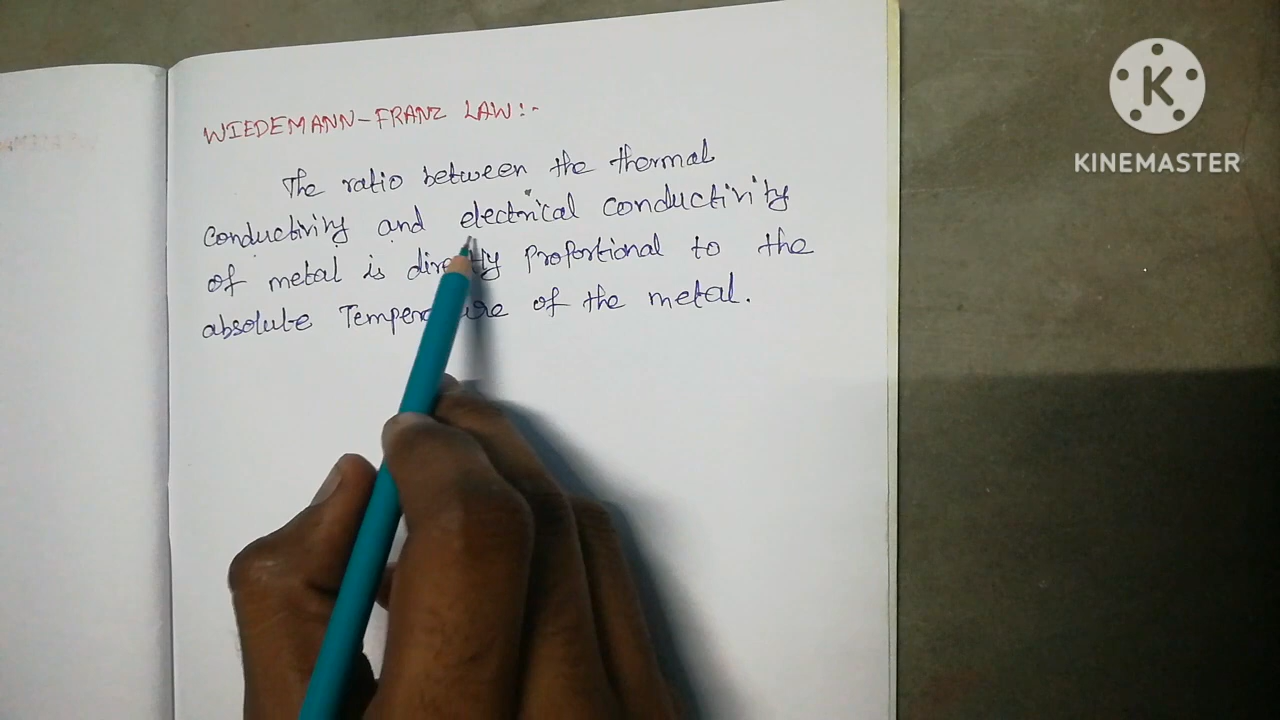 WIEDEMANN-FRANZ LAW:-
The ratio between the thermal
conductivity and electrical conductivity
of metal is directly proportional to the
absolute Temperature of the metal.
K
KINEMASTER